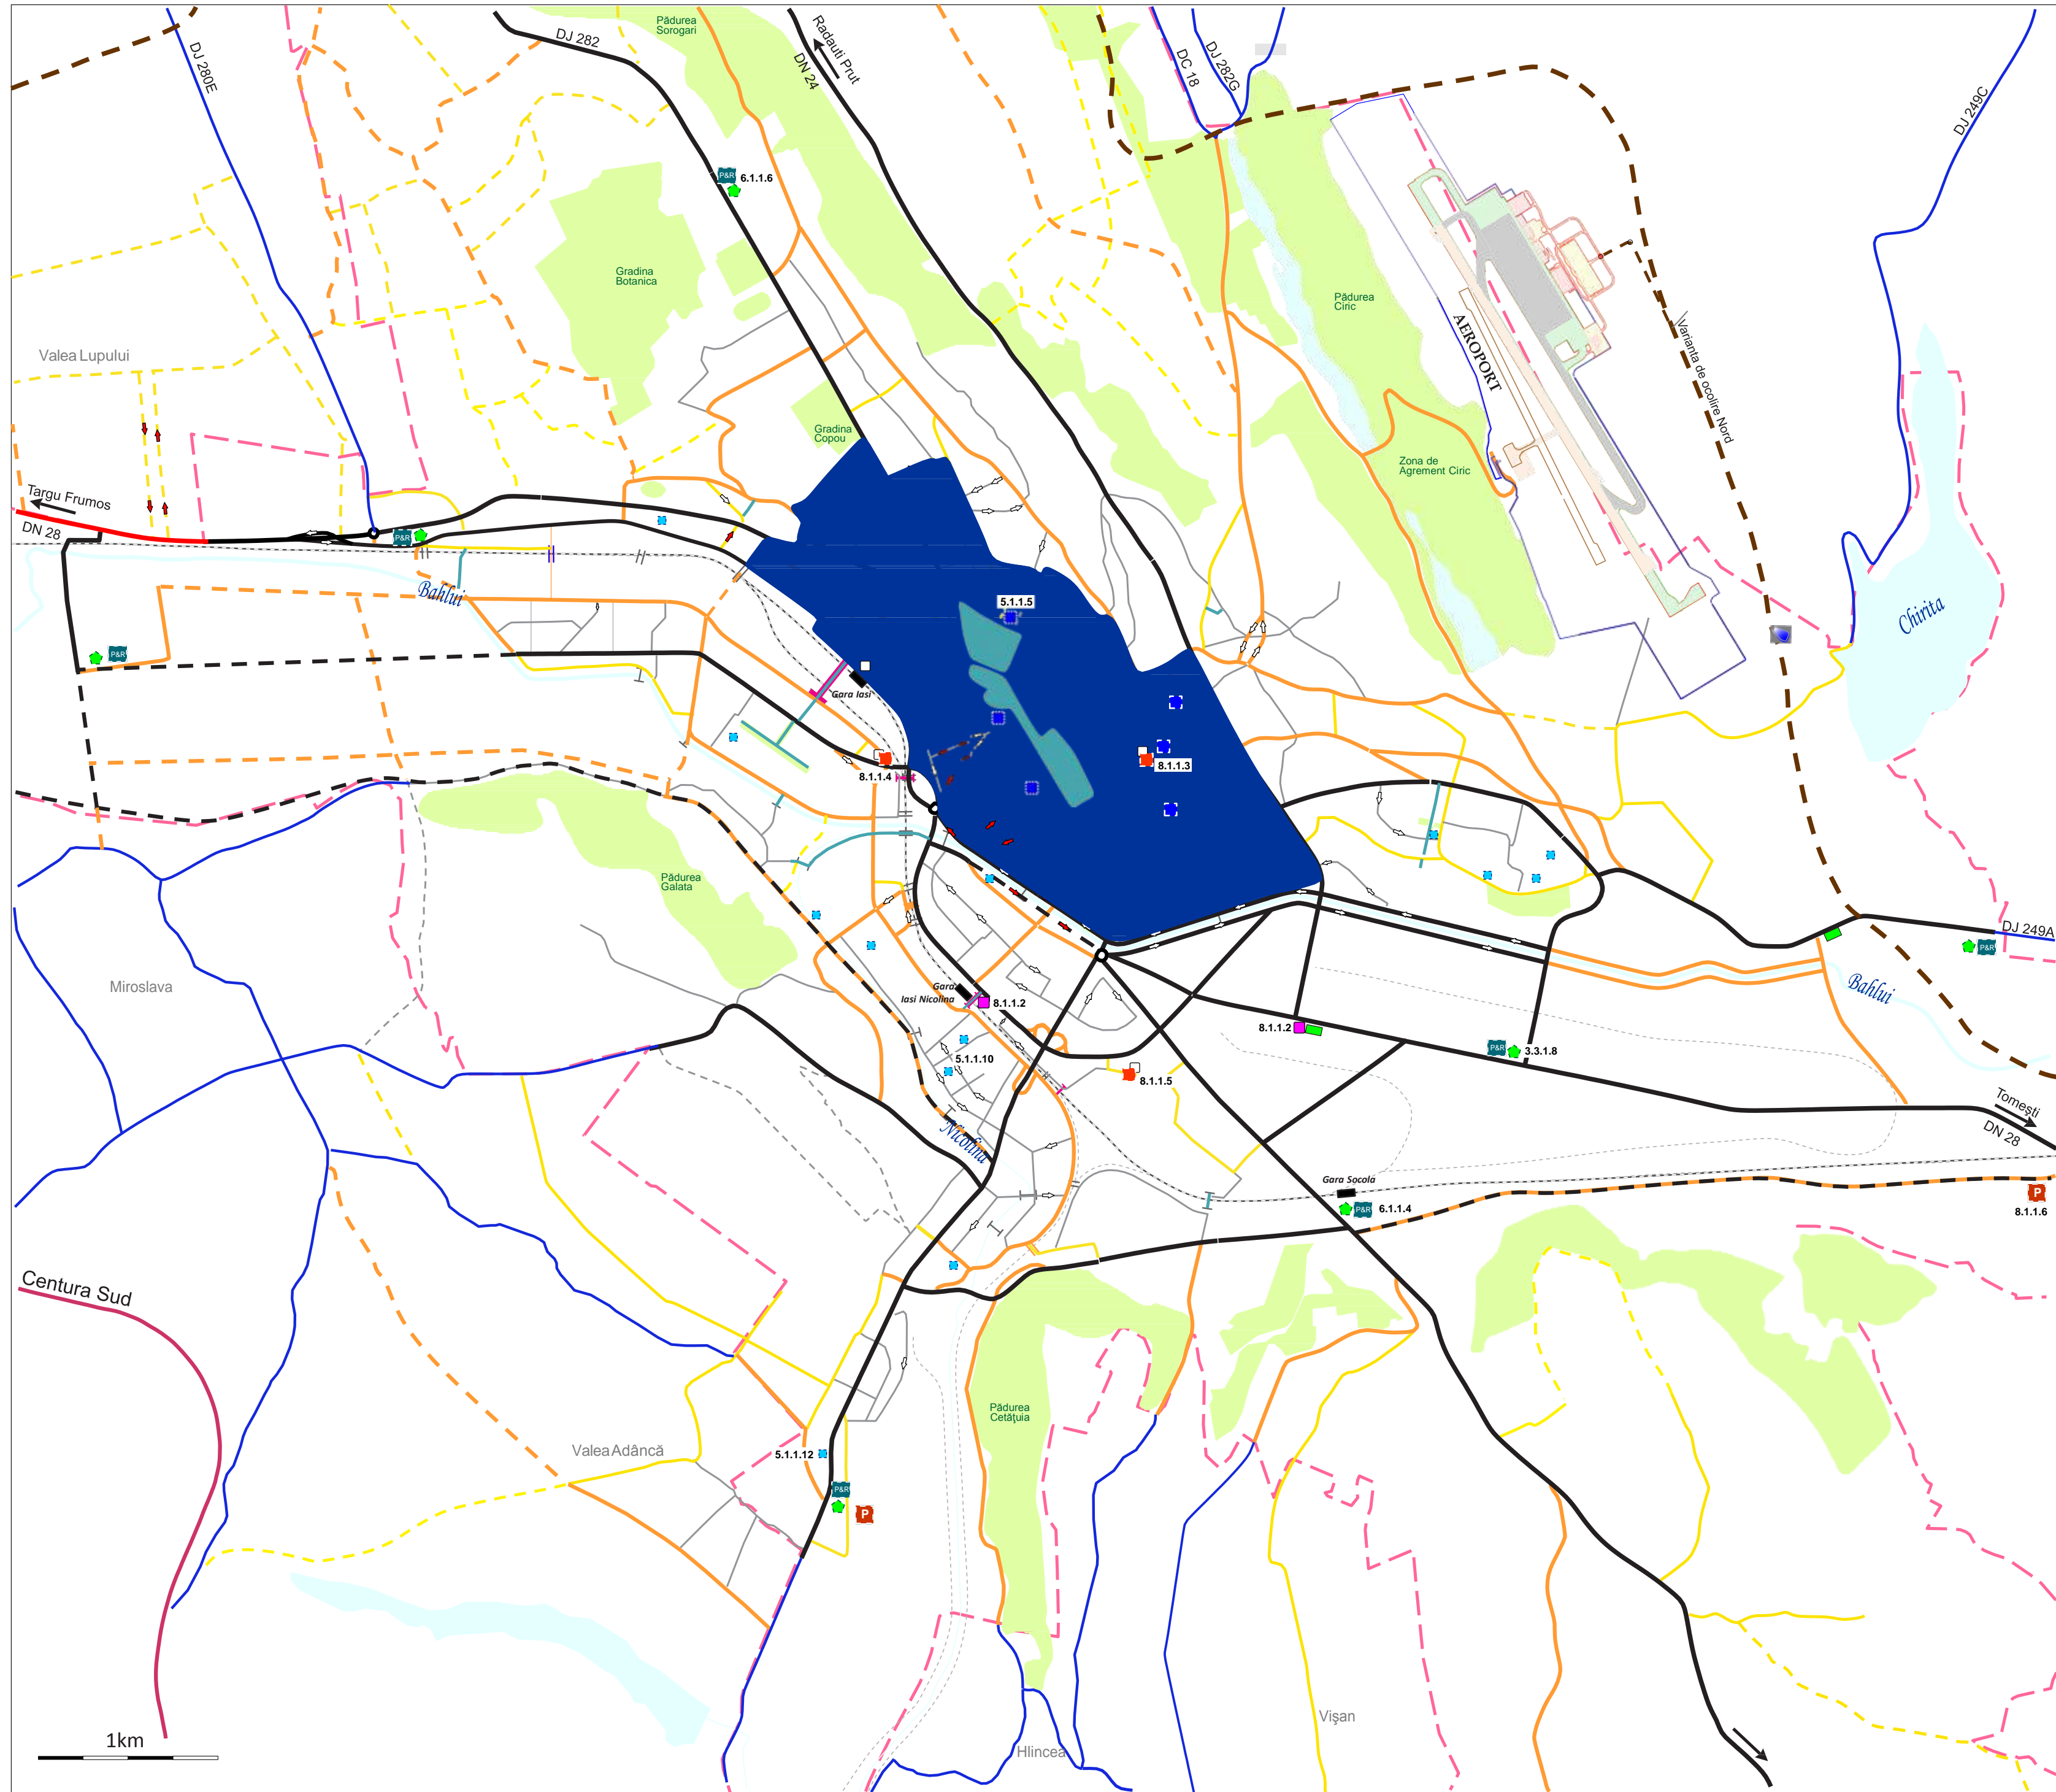 Pădurea
Sorogari
DJ 282
Radauti Prut
DN 24
DJ 280E
DC 18
DJ 282G
DJ 249C
P&R
6.1.1.6
Gradina
Botanica
Pădurea
Ciric
AEROPORT
Varianta de ocolire Nord
Valea Lupului
Gradina
Copou
Zona de
Agrement Ciric
Targu Frumos
DN 28
P&R
Bahlui
5.1.1.5
Chirita
P&R
Gara Iasi
8.1.1.4
8.1.1.3
Pădurea
Galata
DJ 249A
P&R
Miroslava
Gara
Iasi Nicolina
8.1.1.2
Bahlui
8.1.1.2
P&R
3.3.1.8
5.1.1.10
8.1.1.5
Tomești
DN 28
Nicolina
Gara Socola
P&R
6.1.1.4
P
8.1.1.6
Centura Sud
Pădurea
Cetăţuia
Valea Adâncă
5.1.1.12
P&R
P
Vişan
Hlincea
1km